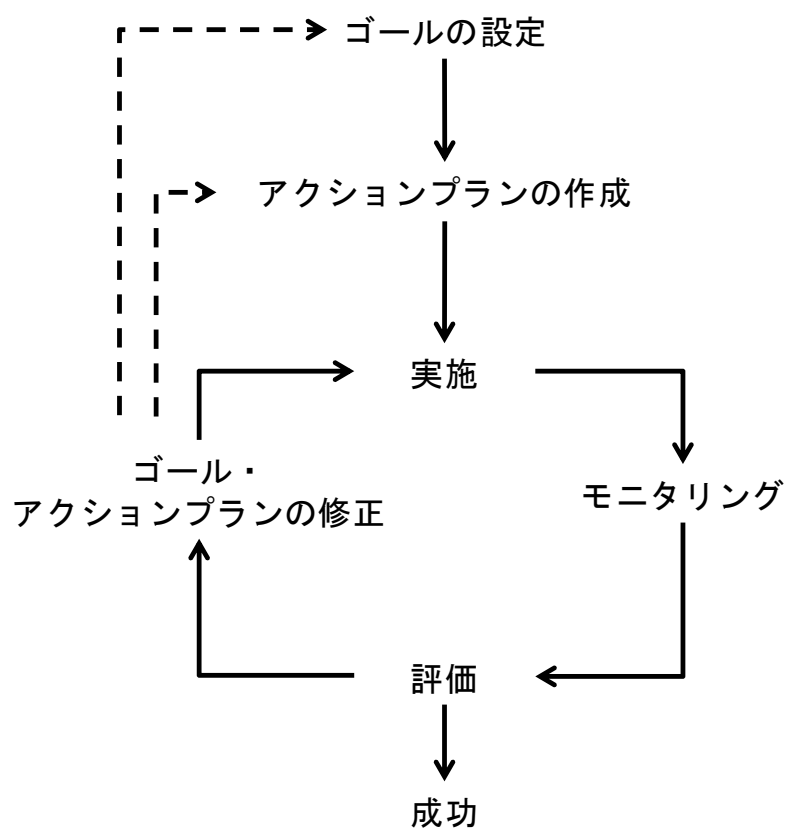 ゴールの設定
アクションプランの作成
実施
ゴール・
アクションプランの修正
モニタリング
評価
成功